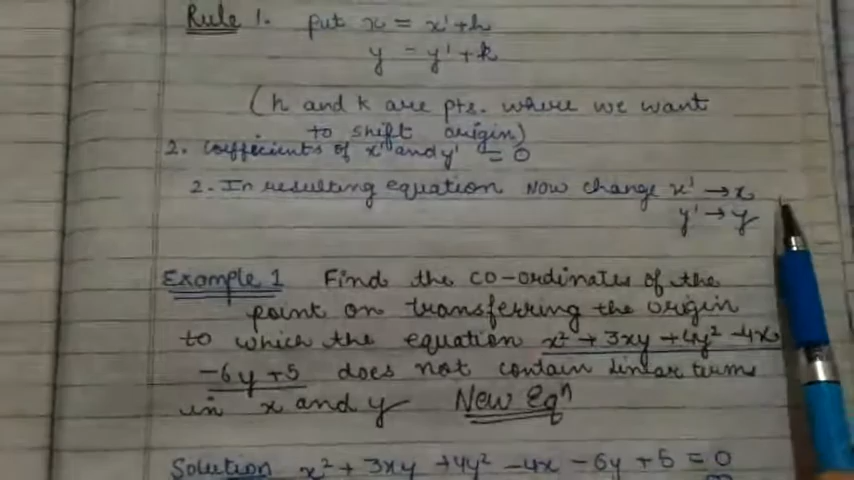 Rule 1. put x = x' + h
y = y' + k
(h and k are pts. where we want
to shift origin)
2. coefficients of x' and y' = 0
2. In resulting equation Now change x' → x
y' → y
Example 1 Find the co-ordinates of the
point on transferring the origin
to which the equation x² + 3xy + 4y² - 4x
- 6y + 5 does not contain linear terms
in x and y New Eqⁿ
Solution x² + 3xy + 4y² - 4x - 6y + 5 = 0